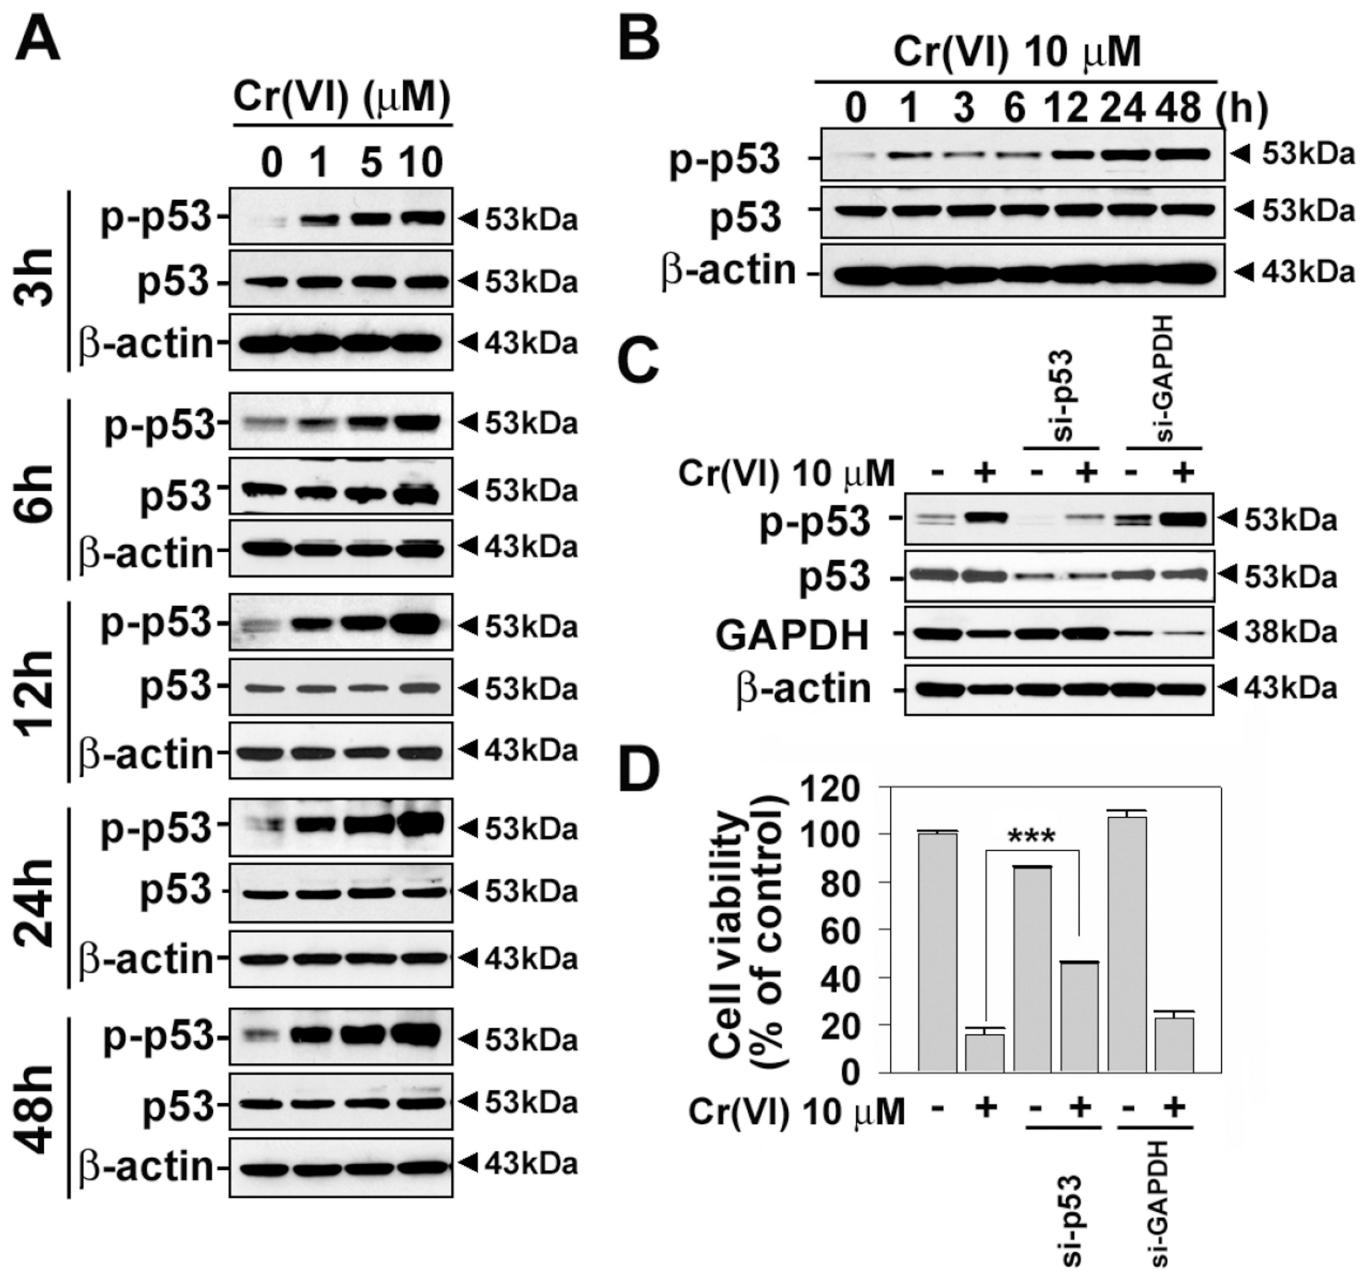 A
Cr(VI) (μM)
0 1 5 10
3h
p-p53 ◄53kDa
p53 ◄53kDa
β-actin ◄43kDa
6h
p-p53 ◄53kDa
p53 ◄53kDa
β-actin ◄43kDa
12h
p-p53 ◄53kDa
p53 ◄53kDa
β-actin ◄43kDa
24h
p-p53 ◄53kDa
p53 ◄53kDa
β-actin ◄43kDa
48h
p-p53 ◄53kDa
p53 ◄53kDa
β-actin ◄43kDa
B
Cr(VI) 10 μM
0 1 3 6 12 24 48 (h)
p-p53 ◄53kDa
p53 ◄53kDa
β-actin ◄43kDa
C
si-p53 si-GAPDH
Cr(VI) 10 μM - + - + - +
p-p53 ◄53kDa
p53 ◄53kDa
GAPDH ◄38kDa
β-actin ◄43kDa
D
Cell viability
(% of control)
120
100
80
60
40
20
0
***
Cr(VI) 10 μM - + - + - +
si-p53 si-GAPDH